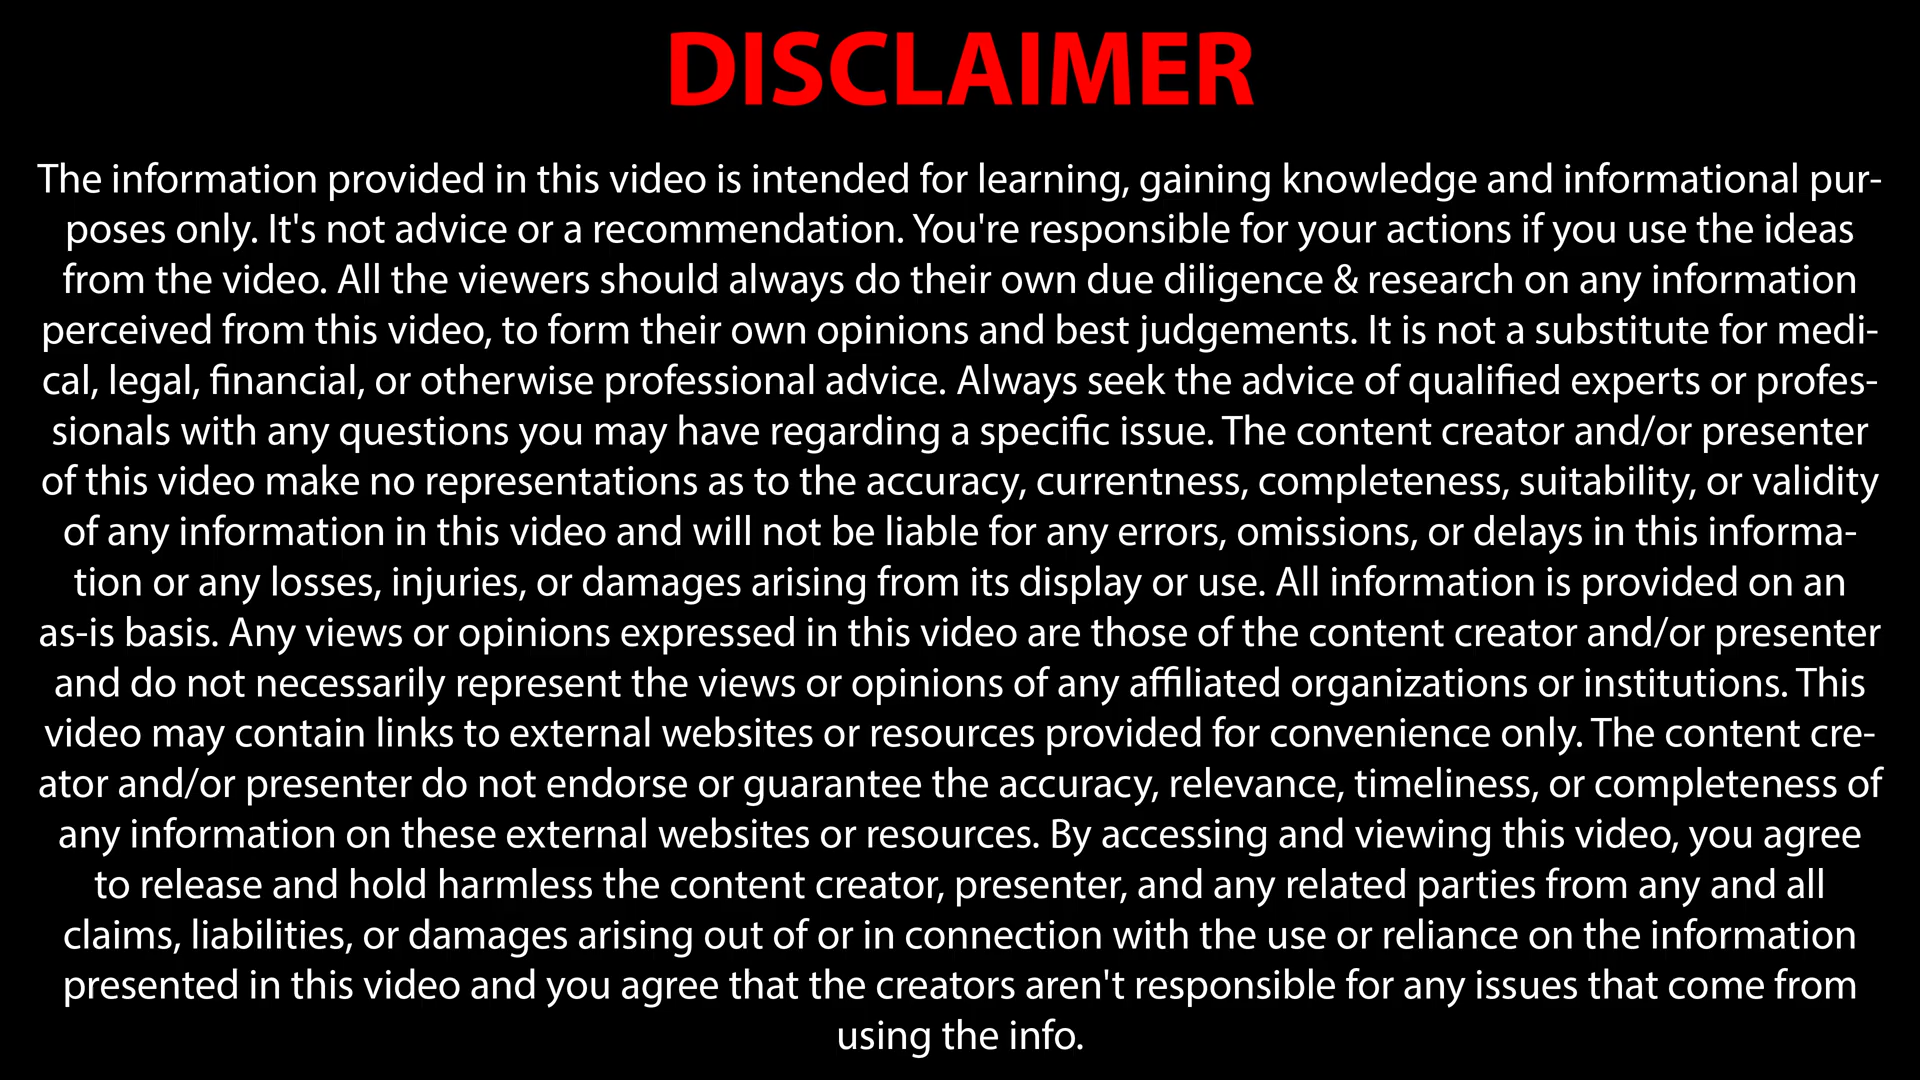 DISCLAIMER
The information provided in this video is intended for learning, gaining knowledge and informational pur-
poses only. It's not advice or a recommendation. You're responsible for your actions if you use the ideas
from the video. All the viewers should always do their own due diligence & research on any information
perceived from this video, to form their own opinions and best judgements. It is not a substitute for medi-
cal, legal, financial, or otherwise professional advice. Always seek the advice of qualified experts or profes-
sionals with any questions you may have regarding a specific issue. The content creator and/or presenter
of this video make no representations as to the accuracy, currentness, completeness, suitability, or validity
of any information in this video and will not be liable for any errors, omissions, or delays in this informa-
tion or any losses, injuries, or damages arising from its display or use. All information is provided on an
as-is basis. Any views or opinions expressed in this video are those of the content creator and/or presenter
and do not necessarily represent the views or opinions of any affiliated organizations or institutions. This
video may contain links to external websites or resources provided for convenience only. The content cre-
ator and/or presenter do not endorse or guarantee the accuracy, relevance, timeliness, or completeness of
any information on these external websites or resources. By accessing and viewing this video, you agree
to release and hold harmless the content creator, presenter, and any related parties from any and all
claims, liabilities, or damages arising out of or in connection with the use or reliance on the information
presented in this video and you agree that the creators aren't responsible for any issues that come from
using the info.